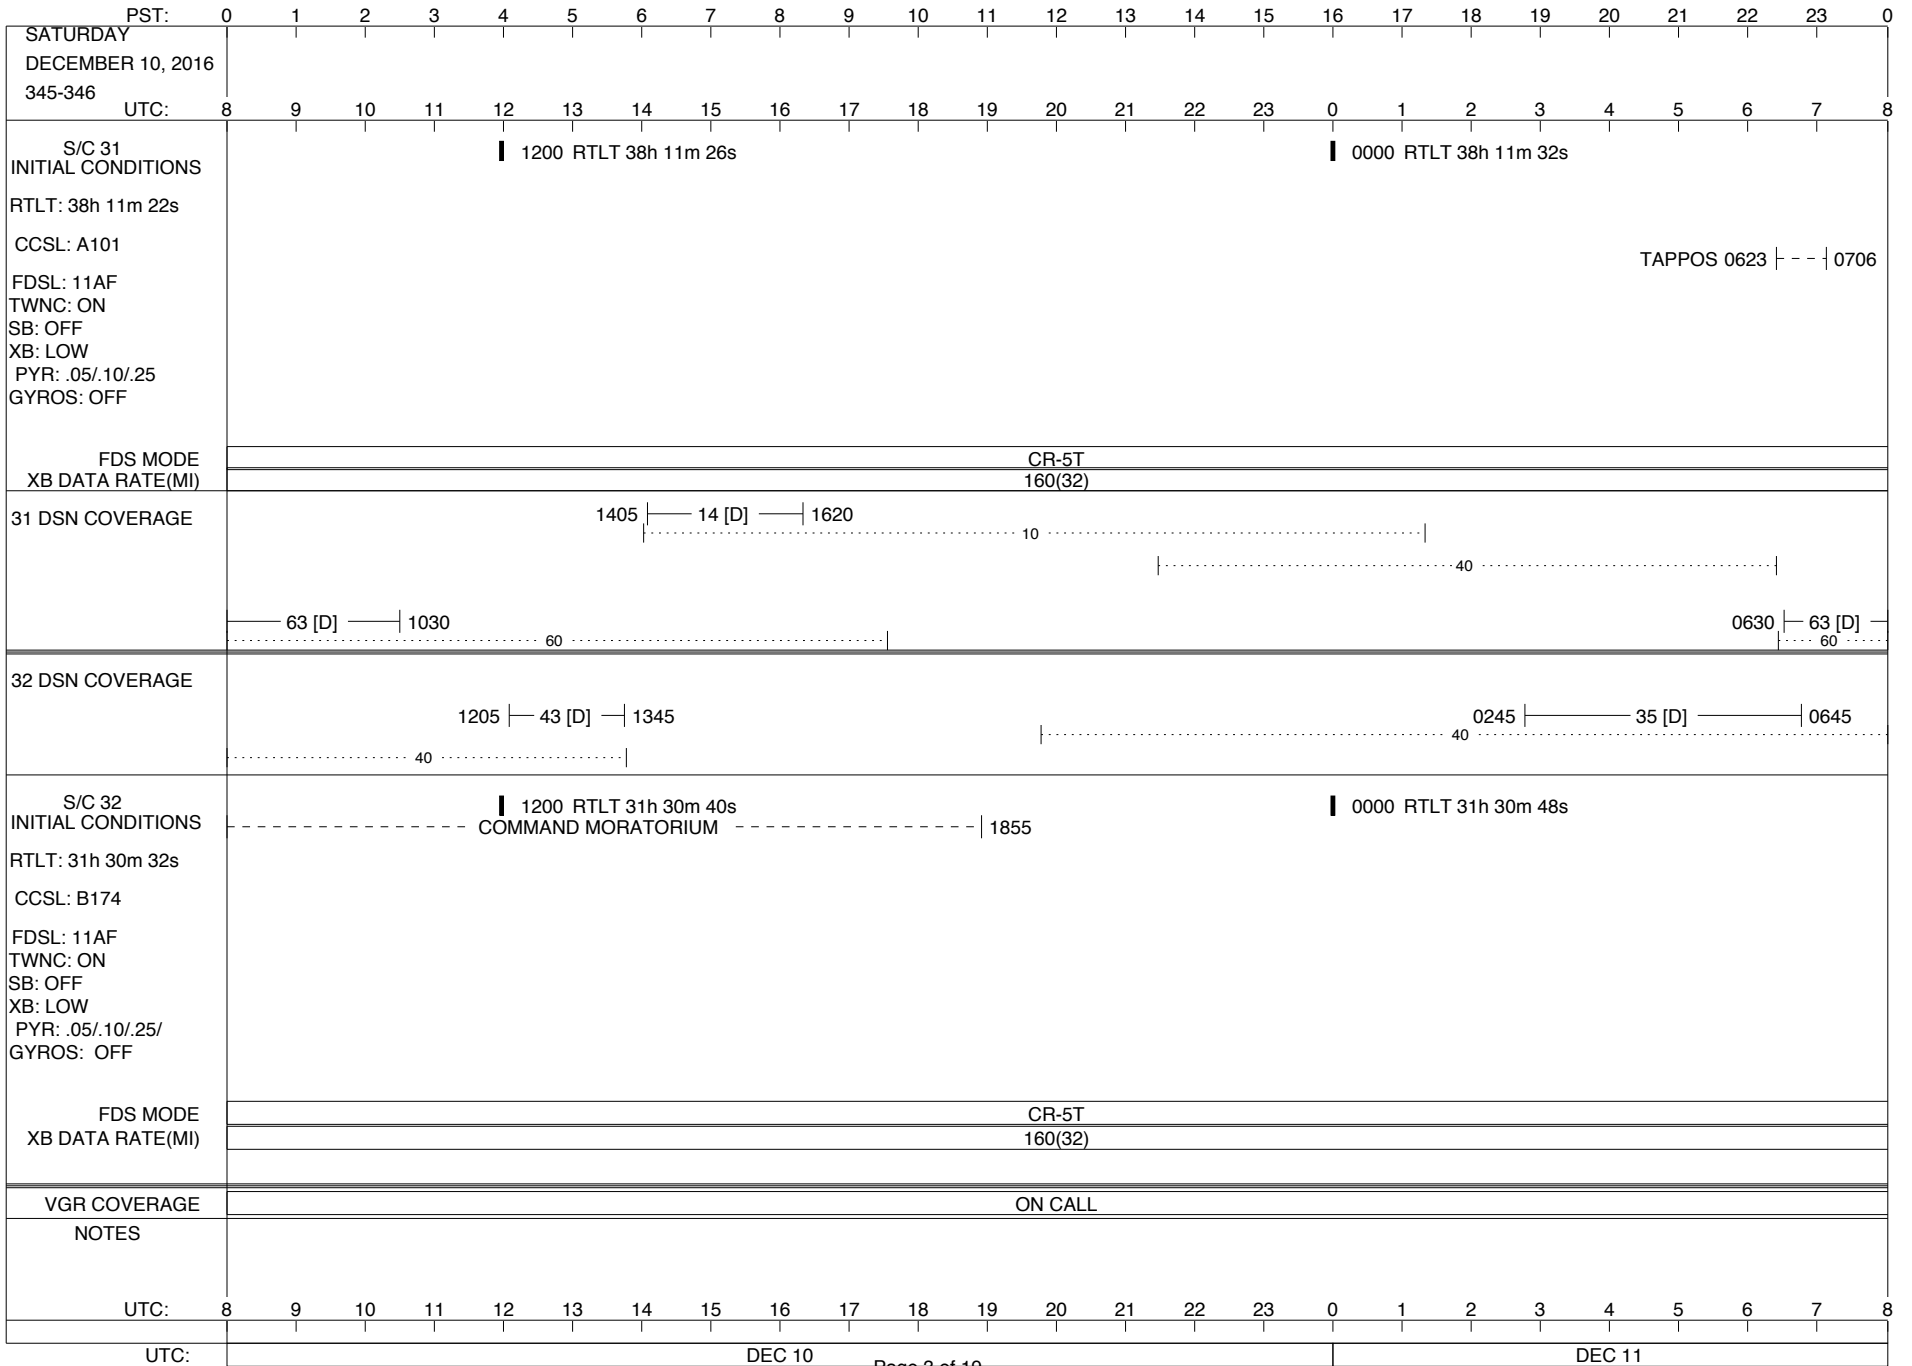 PST: 0 1 2 3 4 5 6 7 8 9 10 11 12 13 14 15 16 17 18 19 20 21 22 23 0
SATURDAY
DECEMBER 10, 2016
345-346
UTC: 8 9 10 11 12 13 14 15 16 17 18 19 20 21 22 23 0 1 2 3 4 5 6 7 8
S/C 31
INITIAL CONDITIONS
1200 RTLT 38h 11m 26s
0000 RTLT 38h 11m 32s
RTLT: 38h 11m 22s
CCSL: A101
TAPPOS 0623 0706
FDSL: 11AF
TWNC: ON
SB: OFF
XB: LOW
PYR: .05/.10/.25
GYROS: OFF
FDS MODE CR-5T
XB DATA RATE(MI) 160(32)
31 DSN COVERAGE
1405 14 [D] 1620
10
40
63 [D] 1030
0630 63 [D]
60
60
32 DSN COVERAGE
1205 43 [D] 1345
0245 35 [D] 0645
40
40
S/C 32
INITIAL CONDITIONS
1200 RTLT 31h 30m 40s
0000 RTLT 31h 30m 48s
COMMAND MORATORIUM 1855
RTLT: 31h 30m 32s
CCSL: B174
FDSL: 11AF
TWNC: ON
SB: OFF
XB: LOW
PYR: .05/.10/.25/
GYROS: OFF
FDS MODE CR-5T
XB DATA RATE(MI) 160(32)
VGR COVERAGE ON CALL
NOTES
UTC: 8 9 10 11 12 13 14 15 16 17 18 19 20 21 22 23 0 1 2 3 4 5 6 7 8
UTC: DEC 10 DEC 11